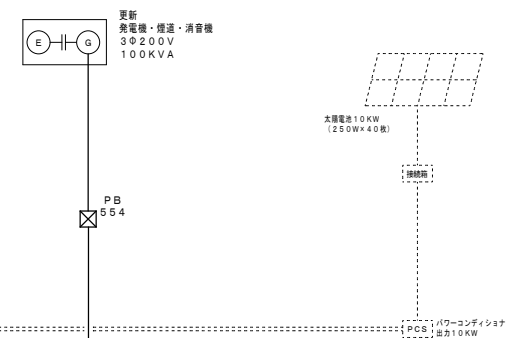 更新
発電機・煙道・消音機
3Φ200V
100KVA
E
G
太陽電池10KW
(250W×40枚)
接続箱
PB
554
PCS
パワーコンディショナ
出力10KW